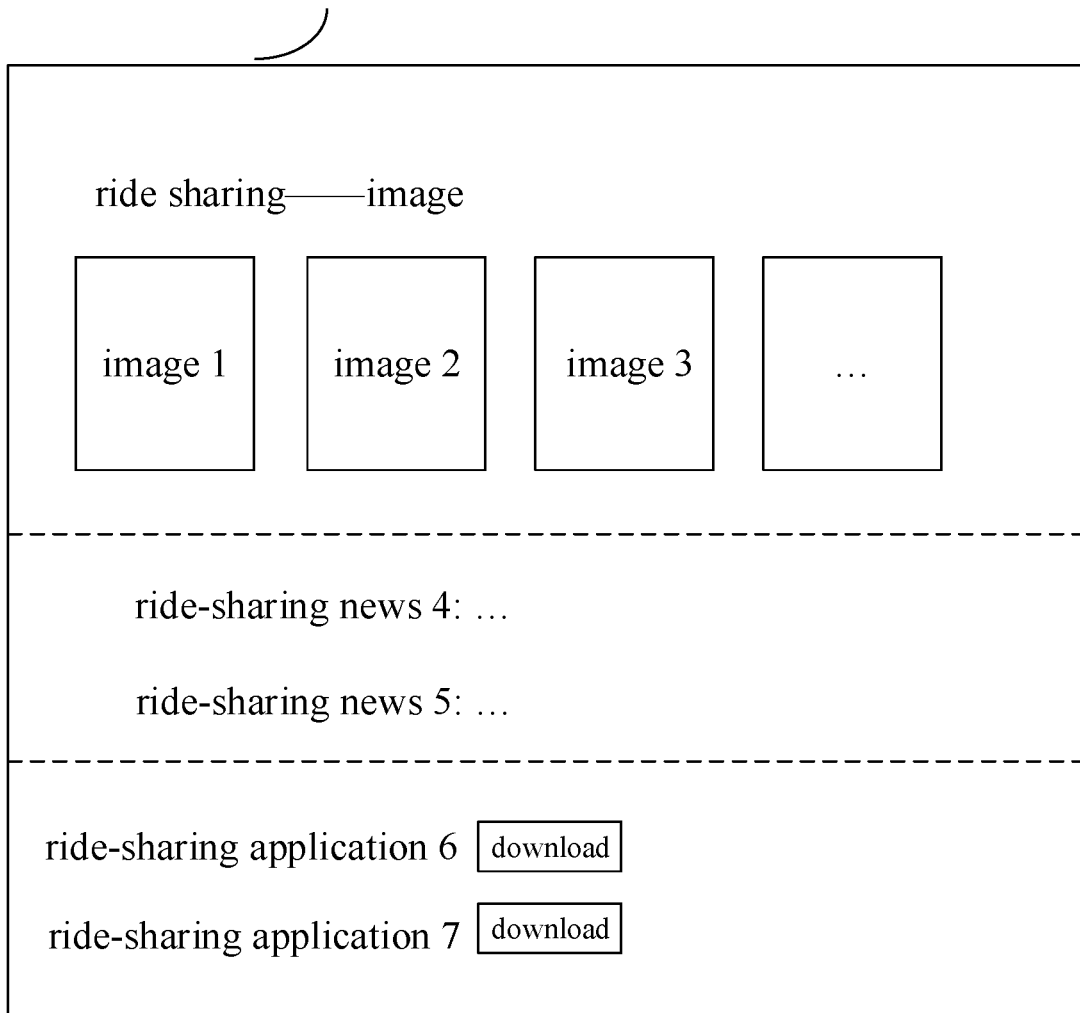 ride sharing——image
image 1 image 2 image 3 …
ride-sharing news 4: …
ride-sharing news 5: …
ride-sharing application 6 download
ride-sharing application 7 download